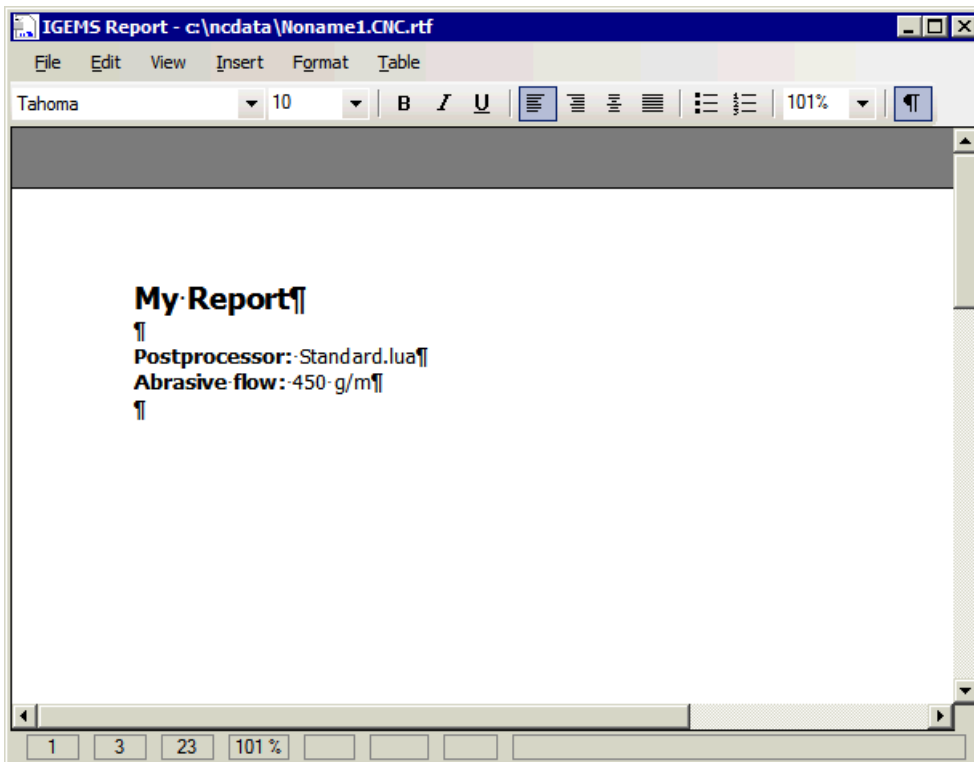 IGEMS Report - c:\ncdata\Noname1.CNC.rtf
File Edit View Insert Format Table
Tahoma 10 B I U 101% ¶
My·Report¶
¶
Postprocessor:·Standard.lua¶
Abrasive·flow:·450·g/m¶
¶
1 3 23 101 %